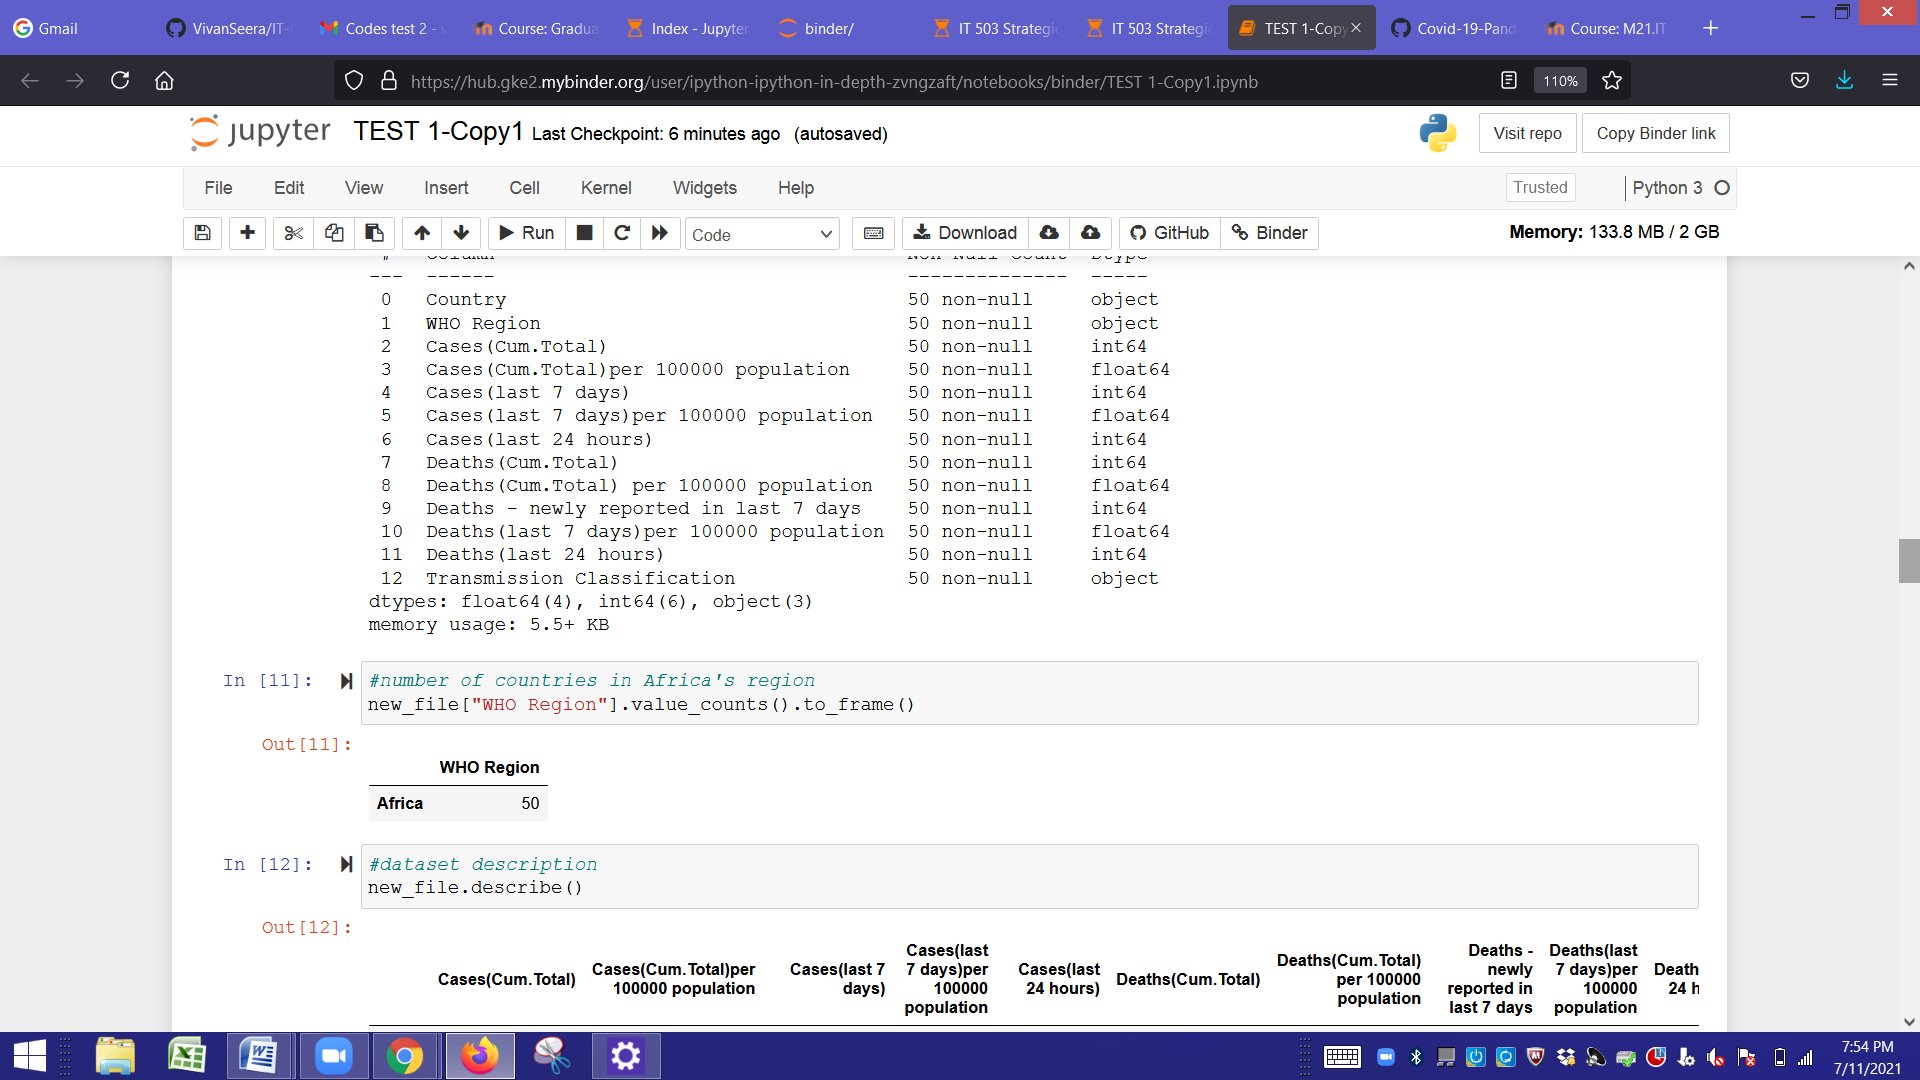 Gmail
VivanSeera/IT-
Codes test 2 -
Course: Gradua
Index - Jupyter
binder/
IT 503 Strategi
IT 503 Strategi
TEST 1-Copy
Covid-19-Pand
Course: M21.IT
https://hub.gke2.mybinder.org/user/ipython-ipython-in-depth-zvngzaft/notebooks/binder/TEST 1-Copy1.ipynb
110%
jupyter TEST 1-Copy1 Last Checkpoint: 6 minutes ago (autosaved)
Visit repo
Copy Binder link
File Edit View Insert Cell Kernel Widgets Help
Trusted
Python 3
Run
Code
Download
GitHub
Binder
Memory: 133.8 MB / 2 GB
# Column Non-Null Count Dtype
--- ------ -------------- -----
0 Country 50 non-null object
1 WHO Region 50 non-null object
2 Cases(Cum.Total) 50 non-null int64
3 Cases(Cum.Total)per 100000 population 50 non-null float64
4 Cases(last 7 days) 50 non-null int64
5 Cases(last 7 days)per 100000 population 50 non-null float64
6 Cases(last 24 hours) 50 non-null int64
7 Deaths(Cum.Total) 50 non-null int64
8 Deaths(Cum.Total) per 100000 population 50 non-null float64
9 Deaths - newly reported in last 7 days 50 non-null int64
10 Deaths(last 7 days)per 100000 population 50 non-null float64
11 Deaths(last 24 hours) 50 non-null int64
12 Transmission Classification 50 non-null object
dtypes: float64(4), int64(6), object(3)
memory usage: 5.5+ KB
In [11]: #number of countries in Africa's region
new_file["WHO Region"].value_counts().to_frame()
Out[11]:
WHO Region
Africa 50
In [12]: #dataset description
new_file.describe()
Out[12]:
Cases(Cum.Total)
Cases(Cum.Total)per
100000 population
Cases(last 7
days)
Cases(last
7 days)per
100000
population
Cases(last
24 hours)
Deaths(Cum.Total)
Deaths(Cum.Total)
per 100000
population
Deaths -
newly
reported in
last 7 days
Deaths(last
7 days)per
100000
population
Death
24 h
7:54 PM
7/11/2021